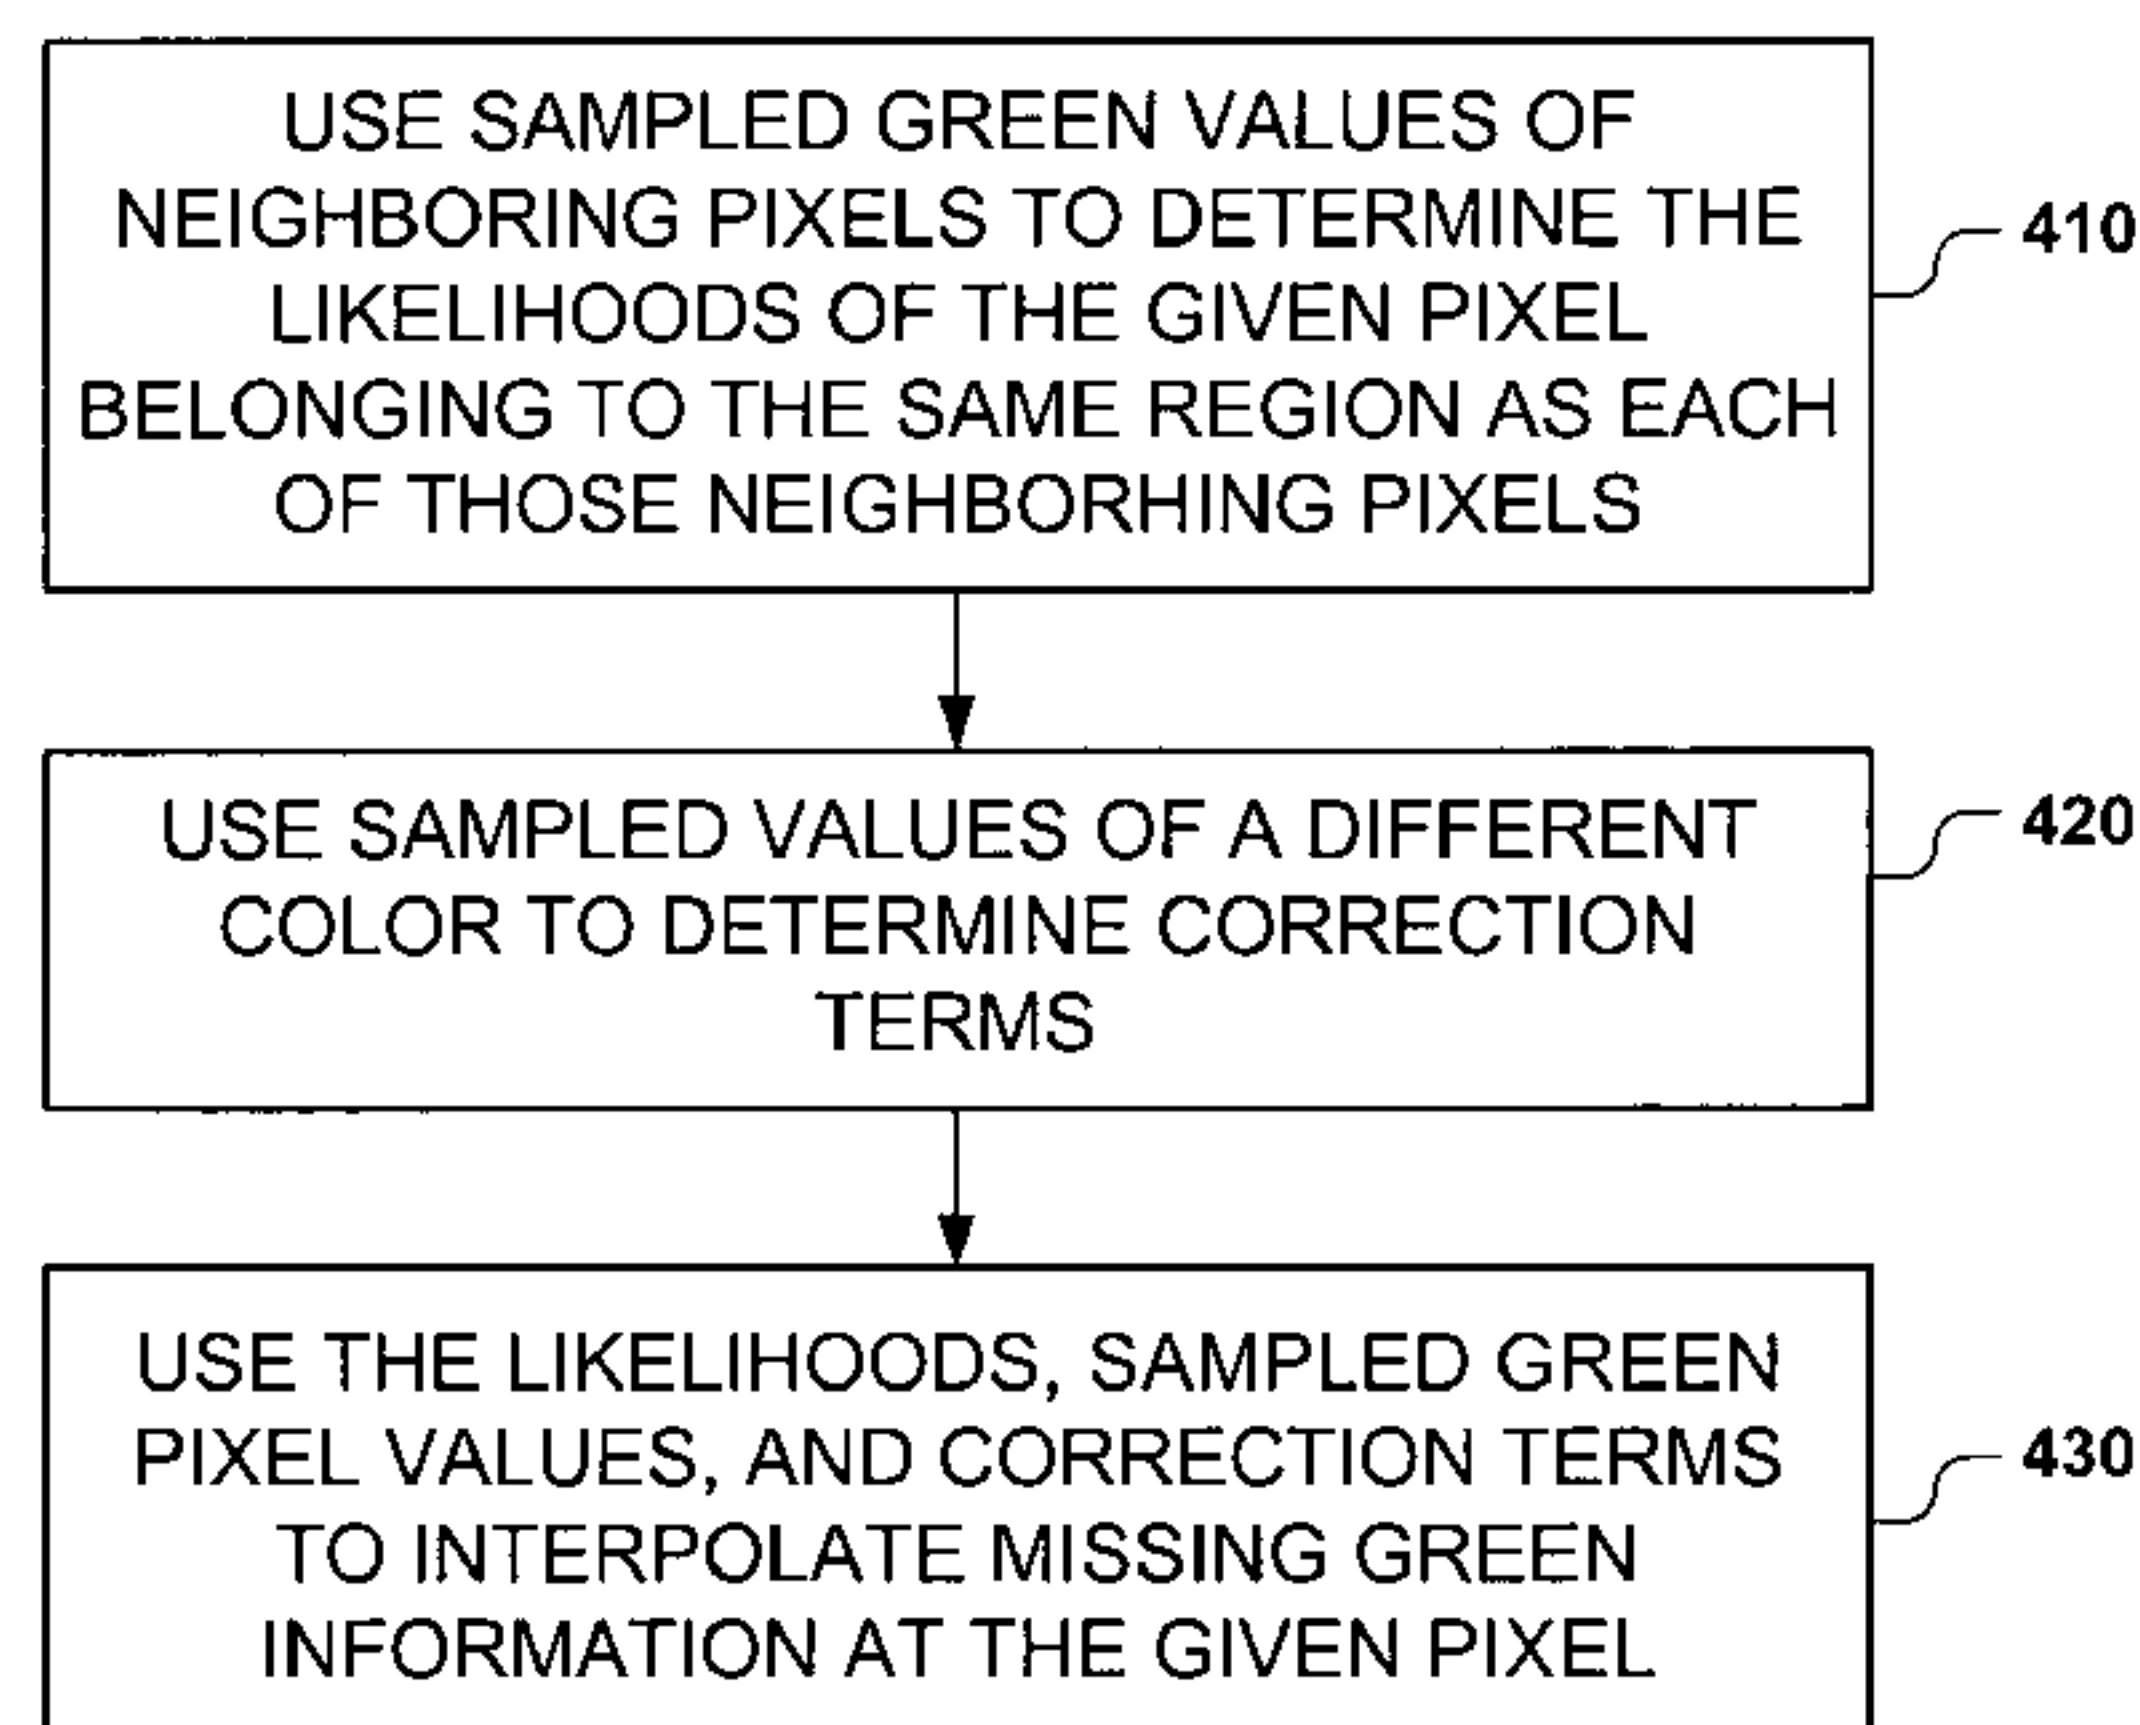 USE SAMPLED GREEN VALUES OF
NEIGHBORING PIXELS TO DETERMINE THE
LIKELIHOODS OF THE GIVEN PIXEL
BELONGING TO THE SAME REGION AS EACH
OF THOSE NEIGHBORHING PIXELS
410
USE SAMPLED VALUES OF A DIFFERENT
COLOR TO DETERMINE CORRECTION
TERMS
420
USE THE LIKELIHOODS, SAMPLED GREEN
PIXEL VALUES, AND CORRECTION TERMS
TO INTERPOLATE MISSING GREEN
INFORMATION AT THE GIVEN PIXEL
430